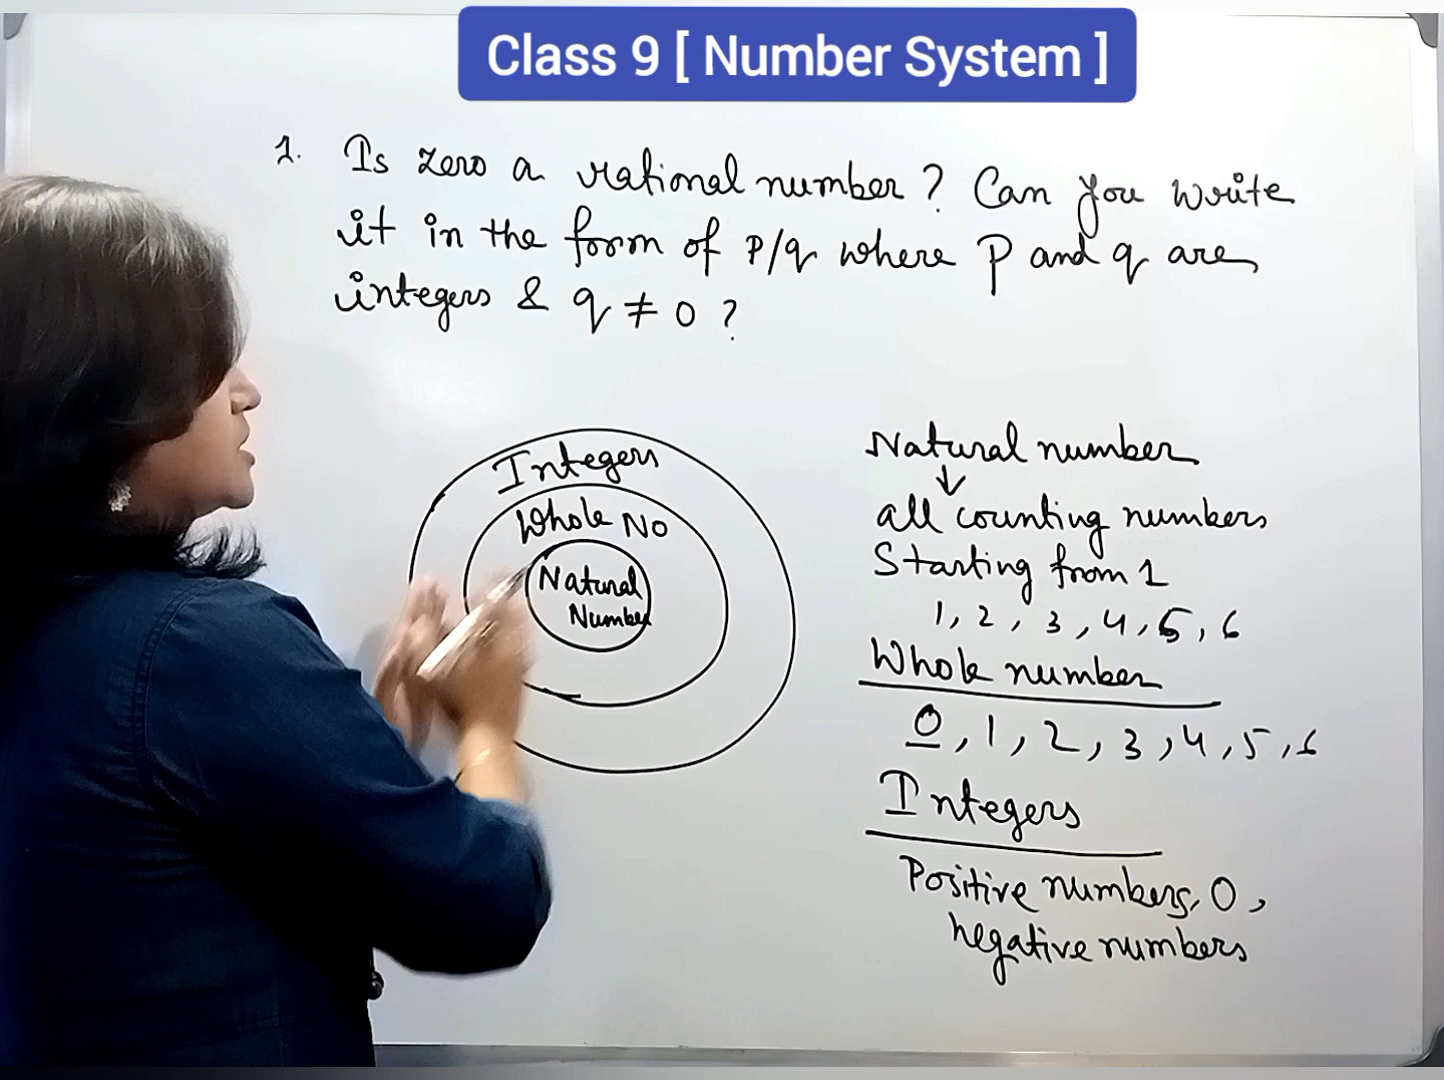 Class 9 [ Number System ]
1. Is zero a rational number? Can you write
it in the form of p/q where p and q are
integers & q ≠ 0 ?
Integers
Whole No
Natural
Number
Natural number
↓
all counting numbers
Starting from 1
1, 2, 3, 4, 5, 6
Whole number
0, 1, 2, 3, 4, 5, 6
Integers
Positive numbers, 0,
negative numbers